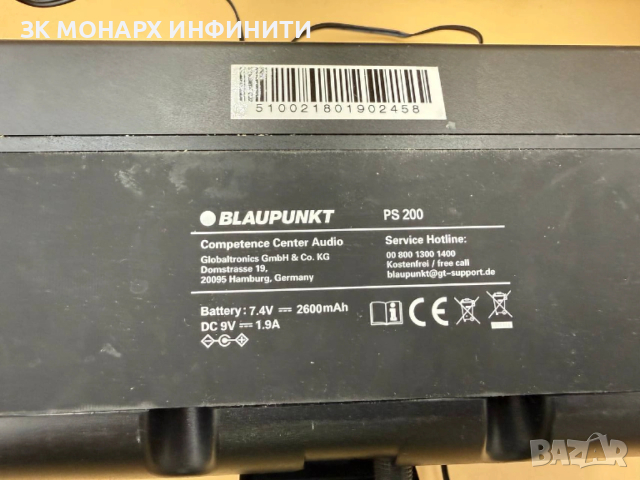 ЗК МОНАРХ ИНФИНИТИ
510021801902458
BLAUPUNKT PS 200
Competence Center Audio
Globaltronics GmbH & Co. KG
Domstrasse 19,
20095 Hamburg, Germany
Service Hotline:
00 800 1300 1400
Kostenfrei / free call
blaupunkt@gt-support.de
Battery: 7.4V ⎓ 2600mAh
DC 9V ⎓ 1.9A
CE
BAZAR